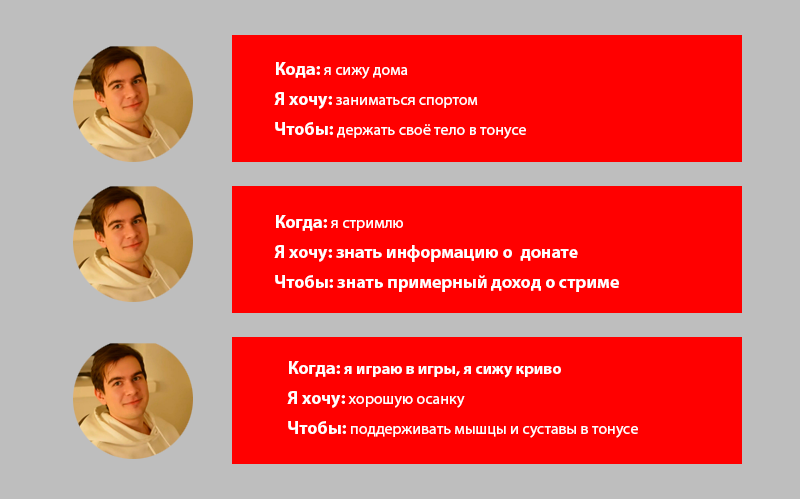 Кода: я сижу дома
Я хочу: заниматься спортом
Чтобы: держать своё тело в тонусе
Когда: я стримлю
Я хочу: знать информацию о донате
Чтобы: знать примерный доход о стриме
Когда: я играю в игры, я сижу криво
Я хочу: хорошую осанку
Чтобы: поддерживать мышцы и суставы в тонусе